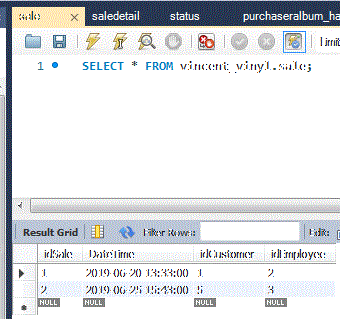 sale × saledetail status purchaseralbum_ha
Limi
1 SELECT * FROM vincent_vinyl.sale;
Result Grid Filter Rows: Edit:
idSale DateTime idCustomer idEmployee
1 2019-06-20 13:33:00 1 2
2 2019-06-25 15:43:00 5 3
NULL NULL NULL NULL